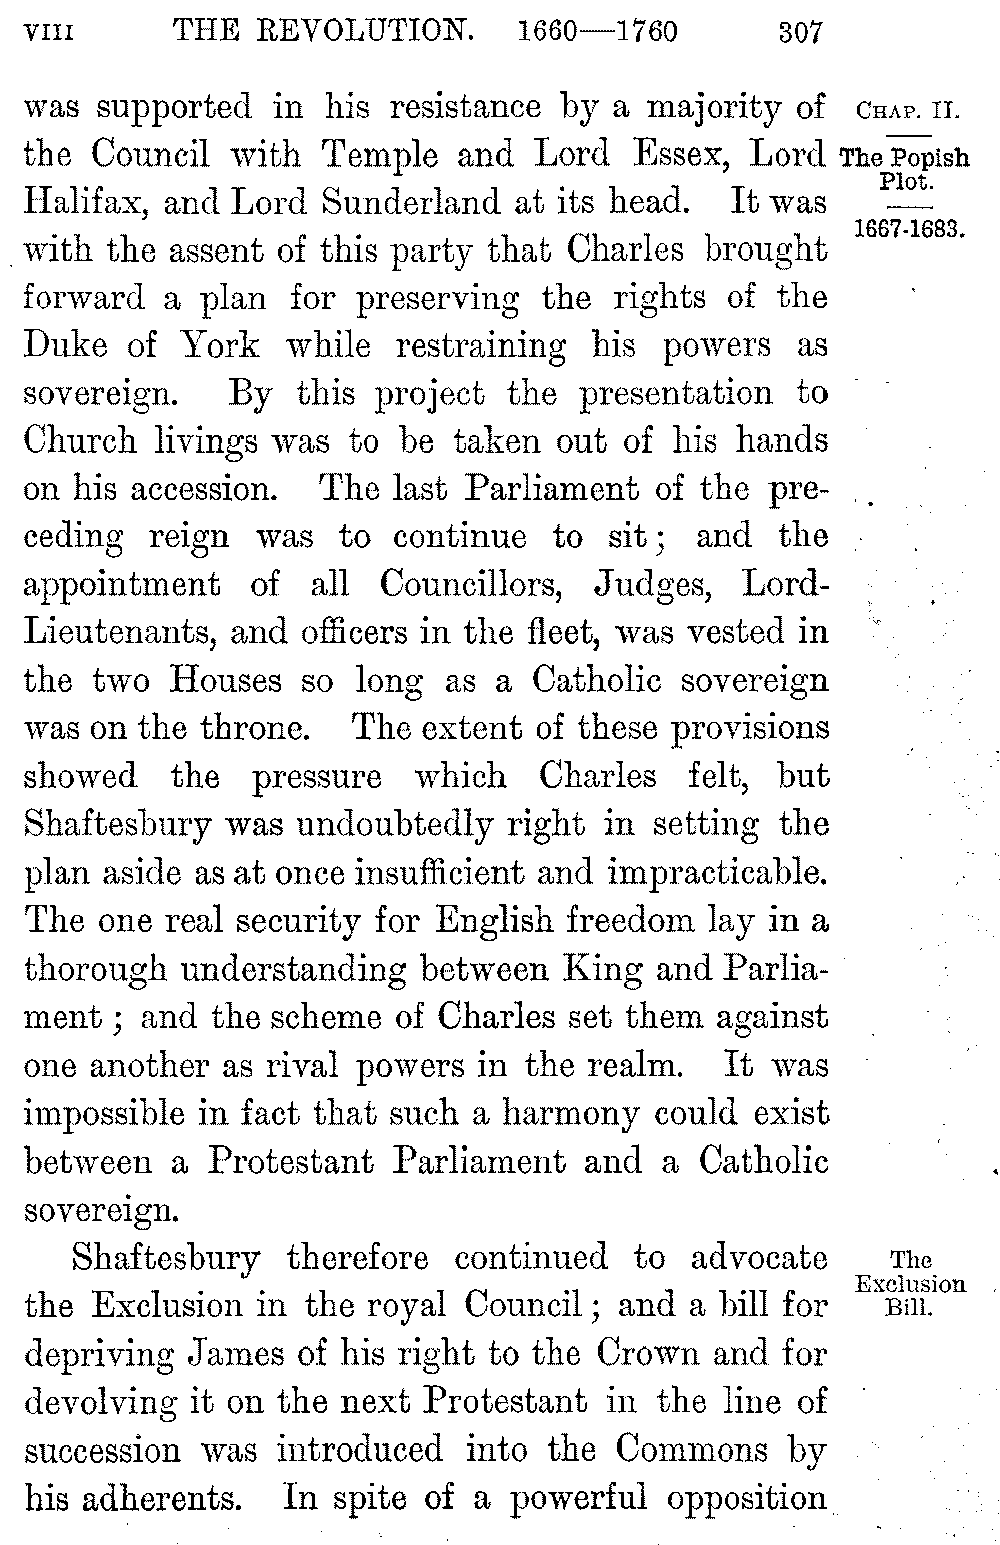 VIII THE REVOLUTION. 1660—1760 307
was supported in his resistance by a majority of
the Council with Temple and Lord Essex, Lord
Halifax, and Lord Sunderland at its head. It was
with the assent of this party that Charles brought
forward a plan for preserving the rights of the
Duke of York while restraining his powers as
sovereign. By this project the presentation to
Church livings was to be taken out of his hands
on his accession. The last Parliament of the pre-
ceding reign was to continue to sit; and the
appointment of all Councillors, Judges, Lord-
Lieutenants, and officers in the fleet, was vested in
the two Houses so long as a Catholic sovereign
was on the throne. The extent of these provisions
showed the pressure which Charles felt, but
Shaftesbury was undoubtedly right in setting the
plan aside as at once insufficient and impracticable.
The one real security for English freedom lay in a
thorough understanding between King and Parlia-
ment; and the scheme of Charles set them against
one another as rival powers in the realm. It was
impossible in fact that such a harmony could exist
between a Protestant Parliament and a Catholic
sovereign.
Shaftesbury therefore continued to advocate
the Exclusion in the royal Council; and a bill for
depriving James of his right to the Crown and for
devolving it on the next Protestant in the line of
succession was introduced into the Commons by
his adherents. In spite of a powerful opposition
CHAP. II.
The Popish
Plot.
1667-1683.
The
Exclusion
Bill.